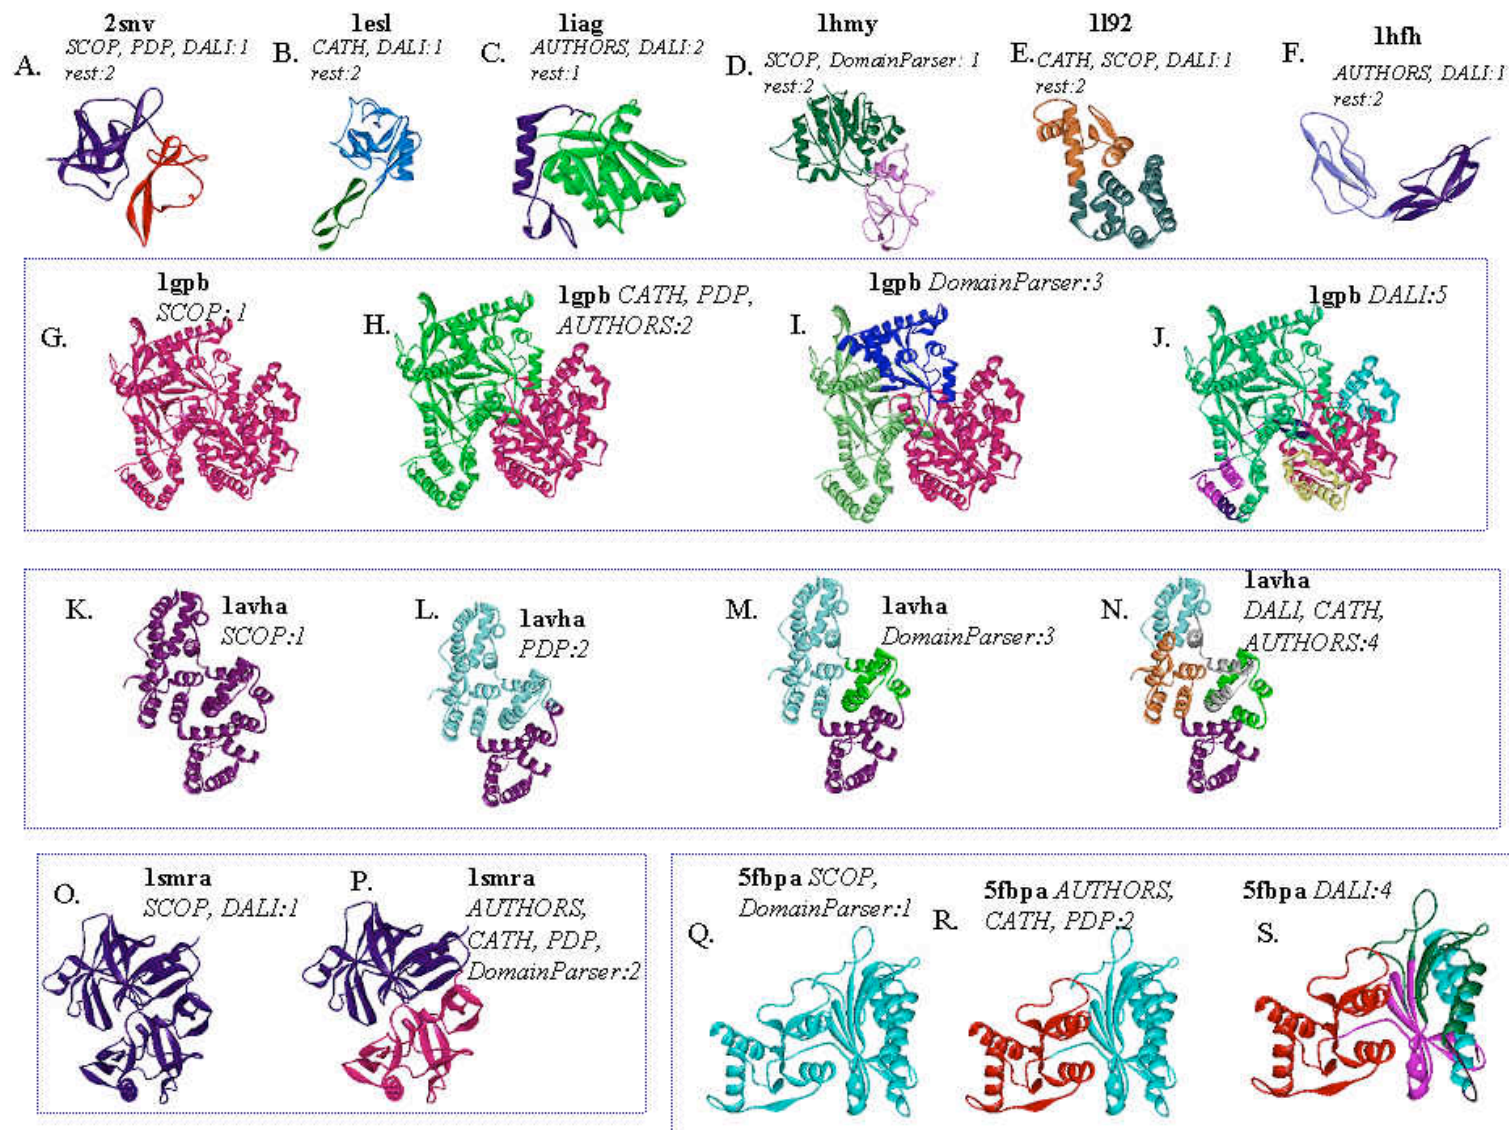 A.
2snv
SCOP, PDP, DALI:1
rest:2
B.
1esl
CATH, DALI:1
rest:2
C.
1iag
AUTHORS, DALI:2
rest:1
D.
1hmy
SCOP, DomainParser: 1
rest:2
E.
1l92
CATH, SCOP, DALI:1
rest:2
F.
1hfh
AUTHORS, DALI:1
rest:2
G.
1gpb
SCOP: 1
H.
1gpb CATH, PDP,
AUTHORS:2
I.
1gpb DomainParser:3
J.
1gpb DALI:5
K.
1avha
SCOP:1
L.
1avha
PDP:2
M.
1avha
DomainParser:3
N.
1avha
DALI, CATH,
AUTHORS:4
O.
1smra
SCOP, DALI:1
P.
1smra
AUTHORS,
CATH, PDP,
DomainParser:2
Q.
5fbpa SCOP,
DomainParser:1
R.
5fbpa AUTHORS,
CATH, PDP:2
S.
5fbpa DALI:4